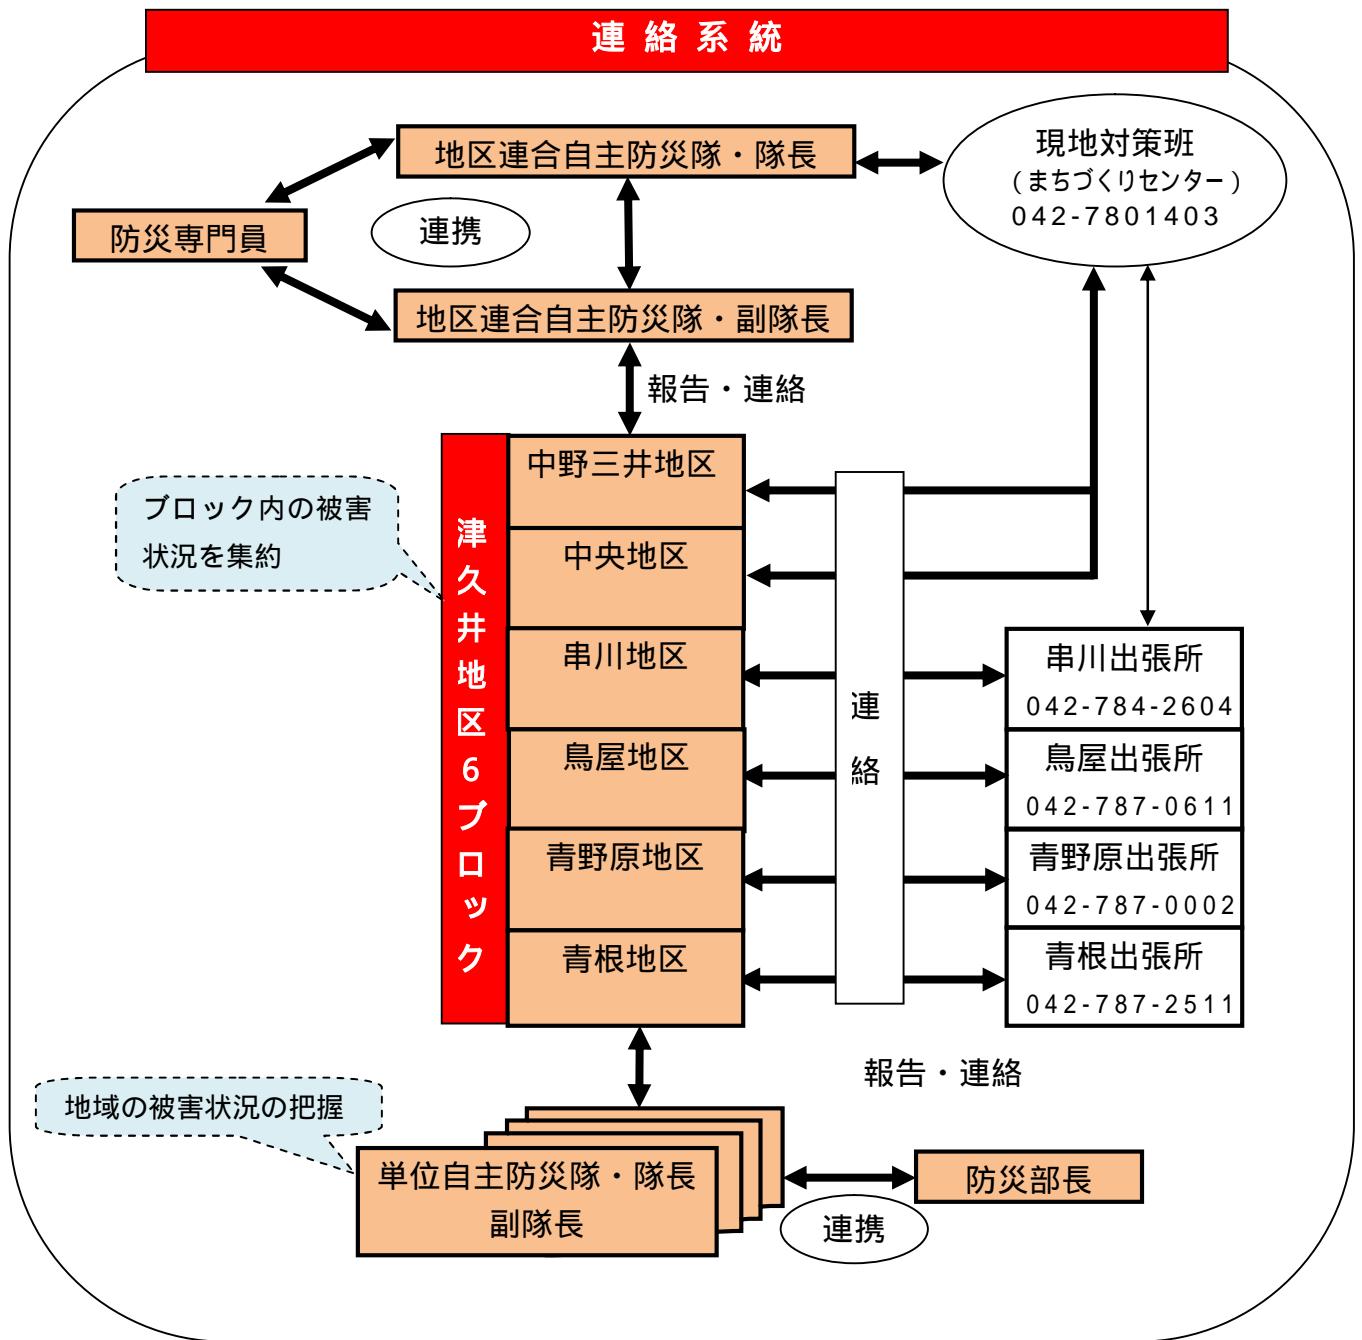 連絡系統
地区連合自主防災隊・隊長
現地対策班
（まちづくりセンター）
042-7801403
防災専門員
連携
地区連合自主防災隊・副隊長
報告・連絡
津久井地区６ブロック
中野三井地区
ブロック内の被害
状況を集約
中央地区
串川地区
連絡
串川出張所
042-784-2604
鳥屋地区
鳥屋出張所
042-787-0611
青野原地区
青野原出張所
042-787-0002
青根地区
青根出張所
042-787-2511
報告・連絡
地域の被害状況の把握
単位自主防災隊・隊長
副隊長
連携
防災部長